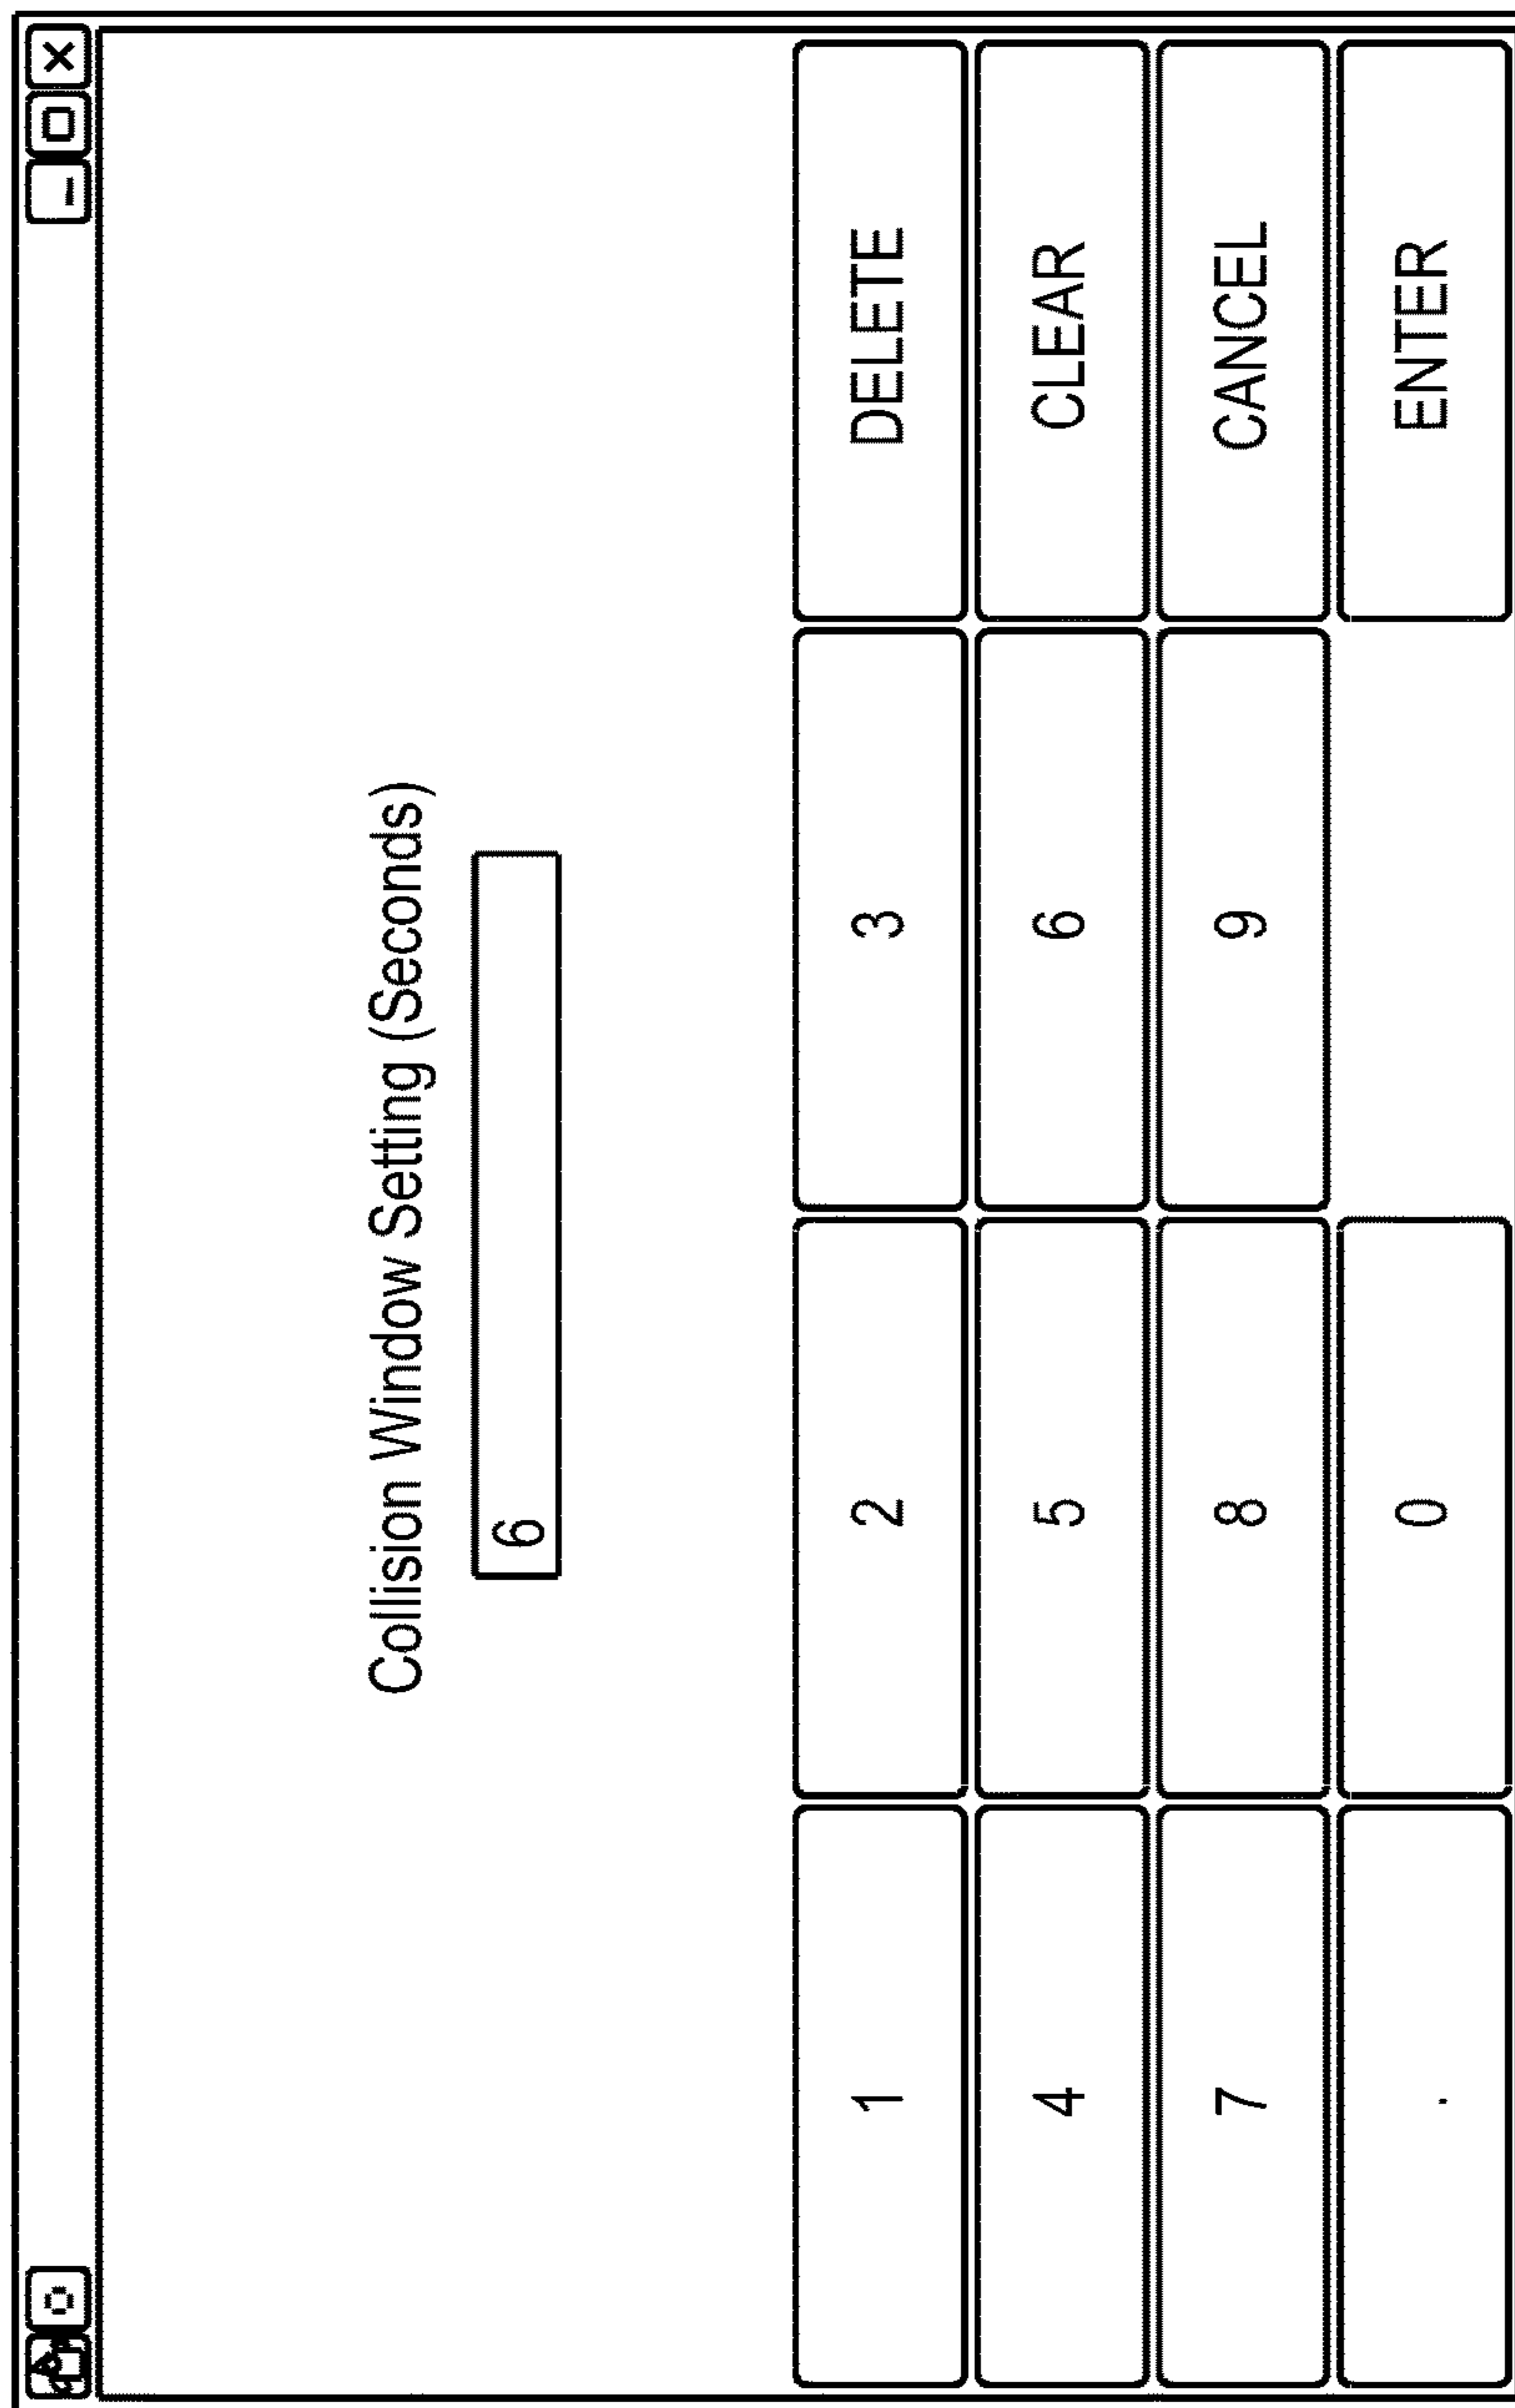 Collision Window Setting (Seconds)
6
1 2 3 DELETE
4 5 6 CLEAR
7 8 9 CANCEL
. 0 ENTER